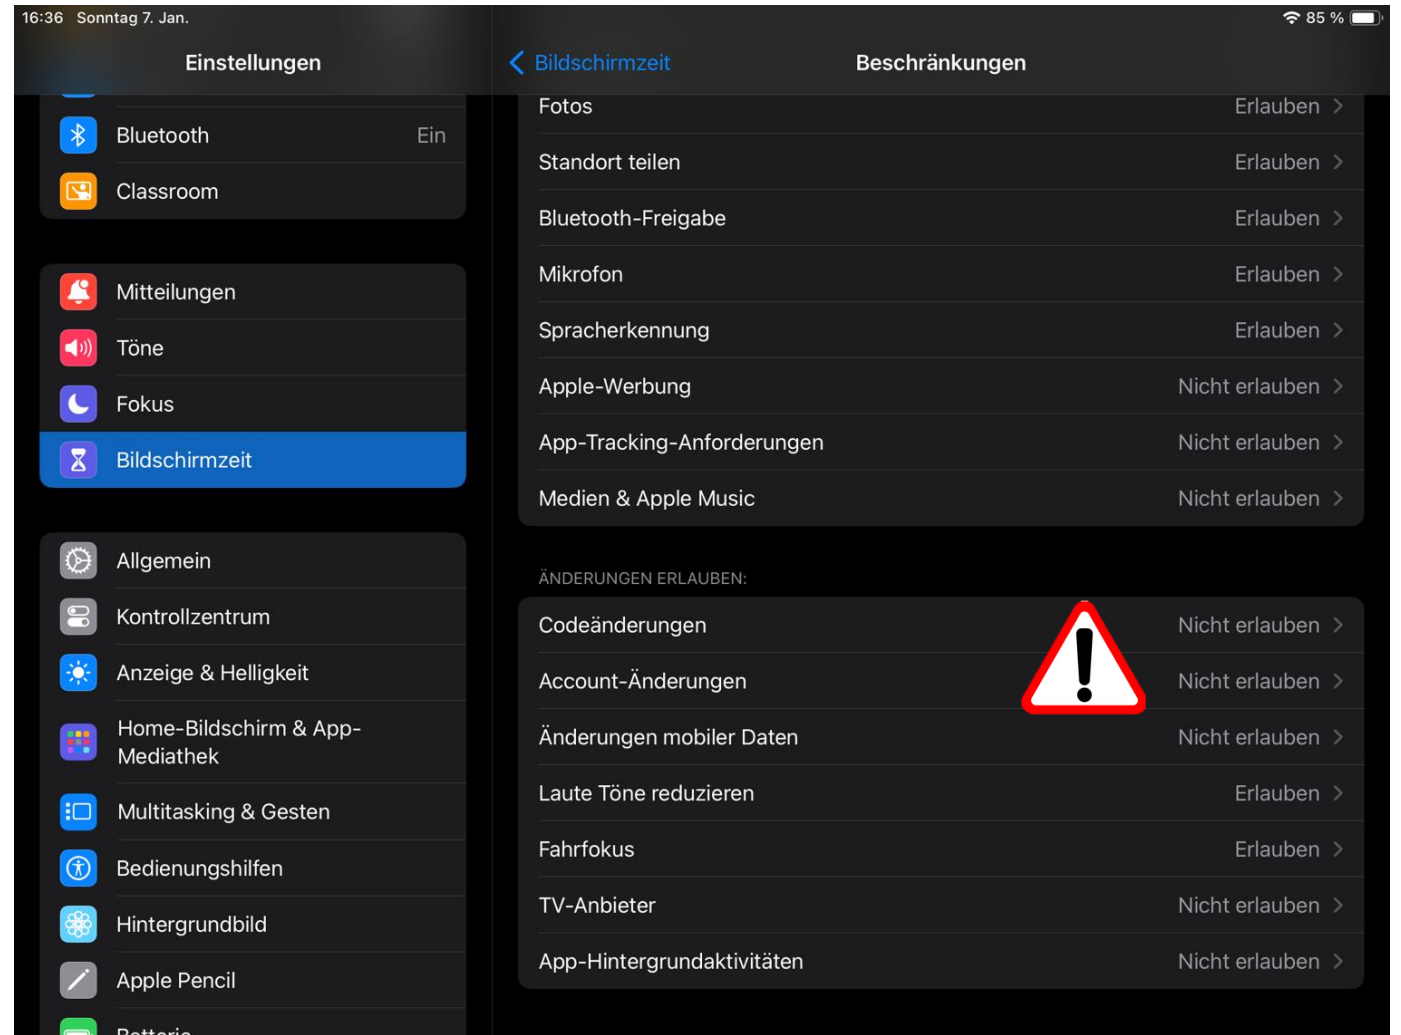 16:36 Sonntag 7. Jan.
85 %
Einstellungen
Bluetooth Ein
Classroom
Mitteilungen
Töne
Fokus
Bildschirmzeit
Allgemein
Kontrollzentrum
Anzeige & Helligkeit
Home-Bildschirm & App-
Mediathek
Multitasking & Gesten
Bedienungshilfen
Hintergrundbild
Apple Pencil
Batterie
Bildschirmzeit
Beschränkungen
Fotos Erlauben
Standort teilen Erlauben
Bluetooth-Freigabe Erlauben
Mikrofon Erlauben
Spracherkennung Erlauben
Apple-Werbung Nicht erlauben
App-Tracking-Anforderungen Nicht erlauben
Medien & Apple Music Nicht erlauben
ÄNDERUNGEN ERLAUBEN:
Codeänderungen Nicht erlauben
Account-Änderungen Nicht erlauben
Änderungen mobiler Daten Nicht erlauben
Laute Töne reduzieren Erlauben
Fahrfokus Erlauben
TV-Anbieter Nicht erlauben
App-Hintergrundaktivitäten Nicht erlauben